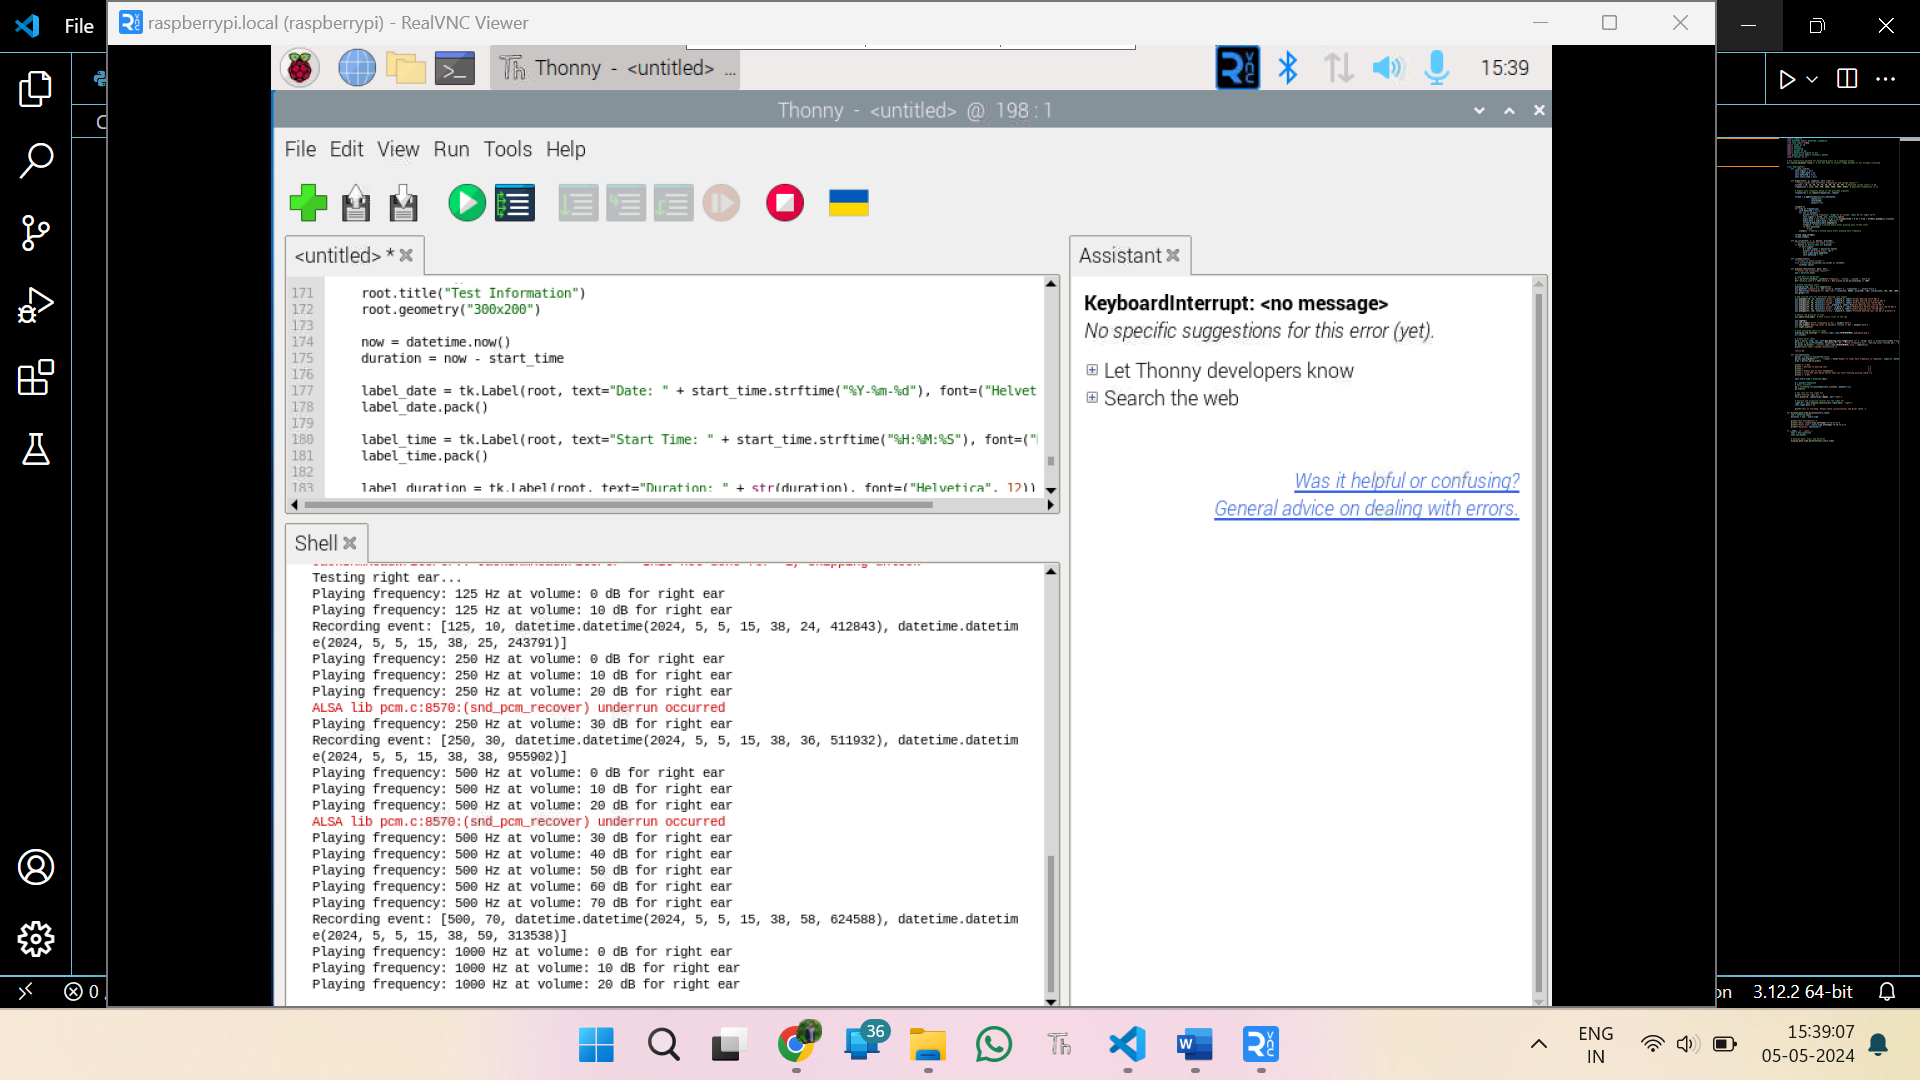 File
raspberrypi.local (raspberrypi) - RealVNC Viewer
Thonny - <untitled> ...
15:39
Thonny - <untitled> @ 198 : 1
File Edit View Run Tools Help
<untitled> *
171 root.title("Test Information")
172 root.geometry("300x200")
173
174 now = datetime.now()
175 duration = now - start_time
176
177 label_date = tk.Label(root, text="Date: " + start_time.strftime("%Y-%m-%d"), font=("Helvet
178 label_date.pack()
179
180 label_time = tk.Label(root, text="Start Time: " + start_time.strftime("%H:%M:%S"), font=("
181 label_time.pack()
182
183 label_duration = tk.Label(root, text="Duration: " + str(duration), font=("Helvetica", 12))
Assistant
KeyboardInterrupt: <no message>
No specific suggestions for this error (yet).
Let Thonny developers know
Search the web
Was it helpful or confusing?
General advice on dealing with errors.
Shell
Testing right ear...
Playing frequency: 125 Hz at volume: 0 dB for right ear
Playing frequency: 125 Hz at volume: 10 dB for right ear
Recording event: [125, 10, datetime.datetime(2024, 5, 5, 15, 38, 24, 412843), datetime.datetim
e(2024, 5, 5, 15, 38, 25, 243791)]
Playing frequency: 250 Hz at volume: 0 dB for right ear
Playing frequency: 250 Hz at volume: 10 dB for right ear
Playing frequency: 250 Hz at volume: 20 dB for right ear
ALSA lib pcm.c:8570:(snd_pcm_recover) underrun occurred
Playing frequency: 250 Hz at volume: 30 dB for right ear
Recording event: [250, 30, datetime.datetime(2024, 5, 5, 15, 38, 36, 511932), datetime.datetim
e(2024, 5, 5, 15, 38, 38, 955902)]
Playing frequency: 500 Hz at volume: 0 dB for right ear
Playing frequency: 500 Hz at volume: 10 dB for right ear
Playing frequency: 500 Hz at volume: 20 dB for right ear
ALSA lib pcm.c:8570:(snd_pcm_recover) underrun occurred
Playing frequency: 500 Hz at volume: 30 dB for right ear
Playing frequency: 500 Hz at volume: 40 dB for right ear
Playing frequency: 500 Hz at volume: 50 dB for right ear
Playing frequency: 500 Hz at volume: 60 dB for right ear
Playing frequency: 500 Hz at volume: 70 dB for right ear
Recording event: [500, 70, datetime.datetime(2024, 5, 5, 15, 38, 58, 624588), datetime.datetim
e(2024, 5, 5, 15, 38, 59, 313538)]
Playing frequency: 1000 Hz at volume: 0 dB for right ear
Playing frequency: 1000 Hz at volume: 10 dB for right ear
Playing frequency: 1000 Hz at volume: 20 dB for right ear
0
on 3.12.2 64-bit
36
ENG
IN
15:39:07
05-05-2024